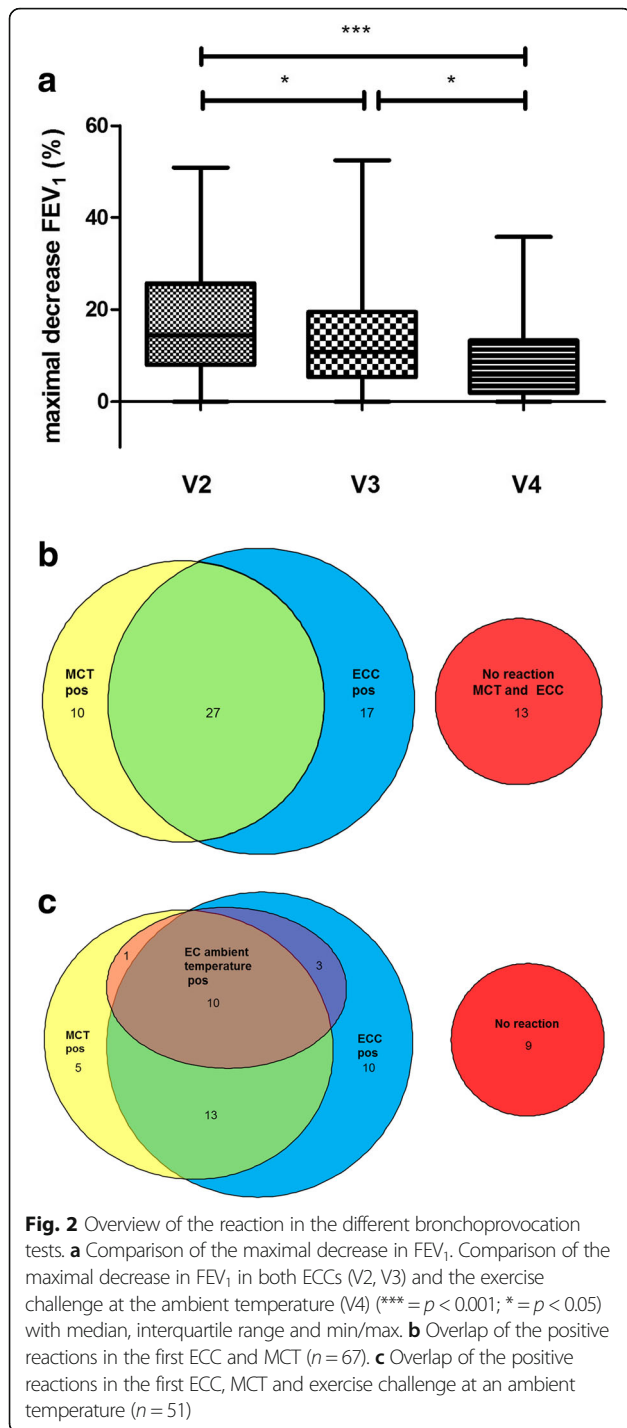 ***
a
*
*
60
40
20
0
maximal decrease FEV₁ (%)
V2
V3
V4
b
MCT
pos
10
27
ECC
pos
17
No reaction
MCT and ECC
13
c
1
EC ambient
temperature
pos
10
3
MCT
pos
5
ECC
pos
10
13
No reaction
9
Fig. 2 Overview of the reaction in the different bronchoprovocation
tests. a Comparison of the maximal decrease in FEV₁. Comparison of the
maximal decrease in FEV₁ in both ECCs (V2, V3) and the exercise
challenge at the ambient temperature (V4) (*** = p < 0.001; * = p < 0.05)
with median, interquartile range and min/max. b Overlap of the positive
reactions in the first ECC and MCT (n = 67). c Overlap of the positive
reactions in the first ECC, MCT and exercise challenge at an ambient
temperature (n = 51)